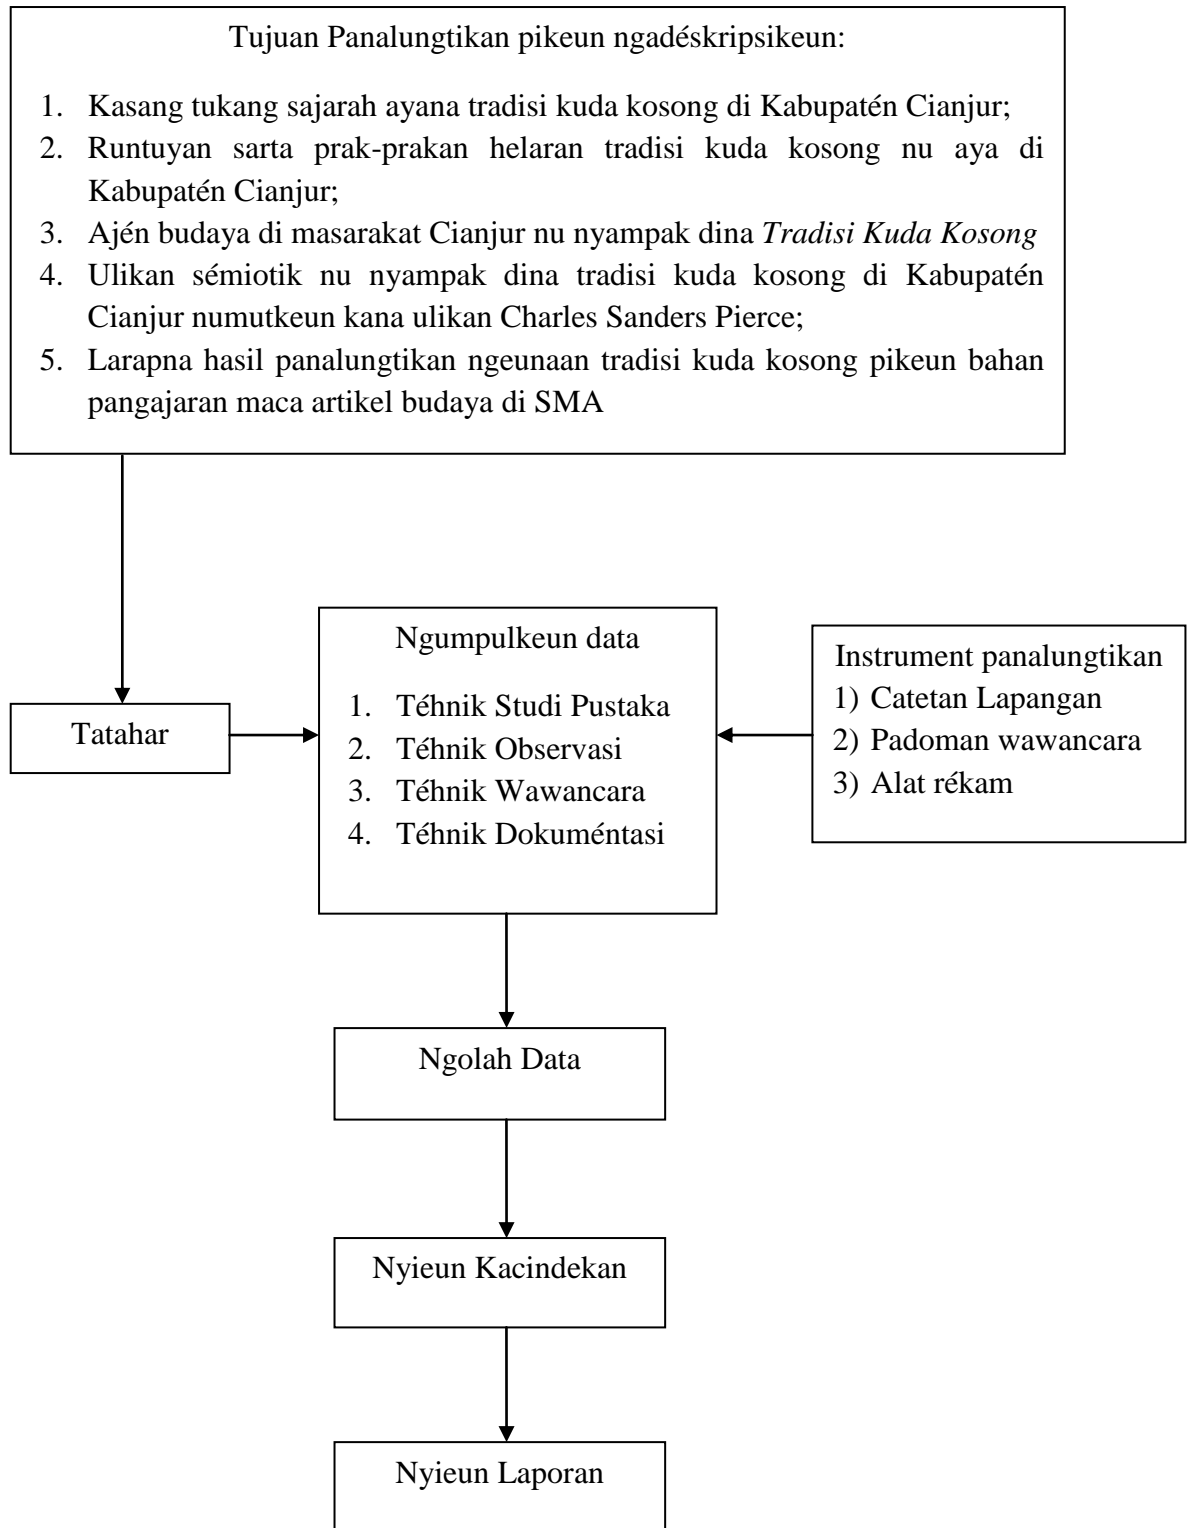 Tujuan Panalungtikan pikeun ngadéskripsikeun:
1. Kasang tukang sajarah ayana tradisi kuda kosong di Kabupatén Cianjur;
2. Runtuyan sarta prak-prakan helaran tradisi kuda kosong nu aya di
Kabupatén Cianjur;
3. Ajén budaya di masarakat Cianjur nu nyampak dina Tradisi Kuda Kosong
4. Ulikan sémiotik nu nyampak dina tradisi kuda kosong di Kabupatén
Cianjur numutkeun kana ulikan Charles Sanders Pierce;
5. Larapna hasil panalungtikan ngeunaan tradisi kuda kosong pikeun bahan
pangajaran maca artikel budaya di SMA
Tatahar
Ngumpulkeun data
1. Téhnik Studi Pustaka
2. Téhnik Observasi
3. Téhnik Wawancara
4. Téhnik Dokuméntasi
Instrument panalungtikan
1) Catetan Lapangan
2) Padoman wawancara
3) Alat rékam
Ngolah Data
Nyieun Kacindekan
Nyieun Laporan